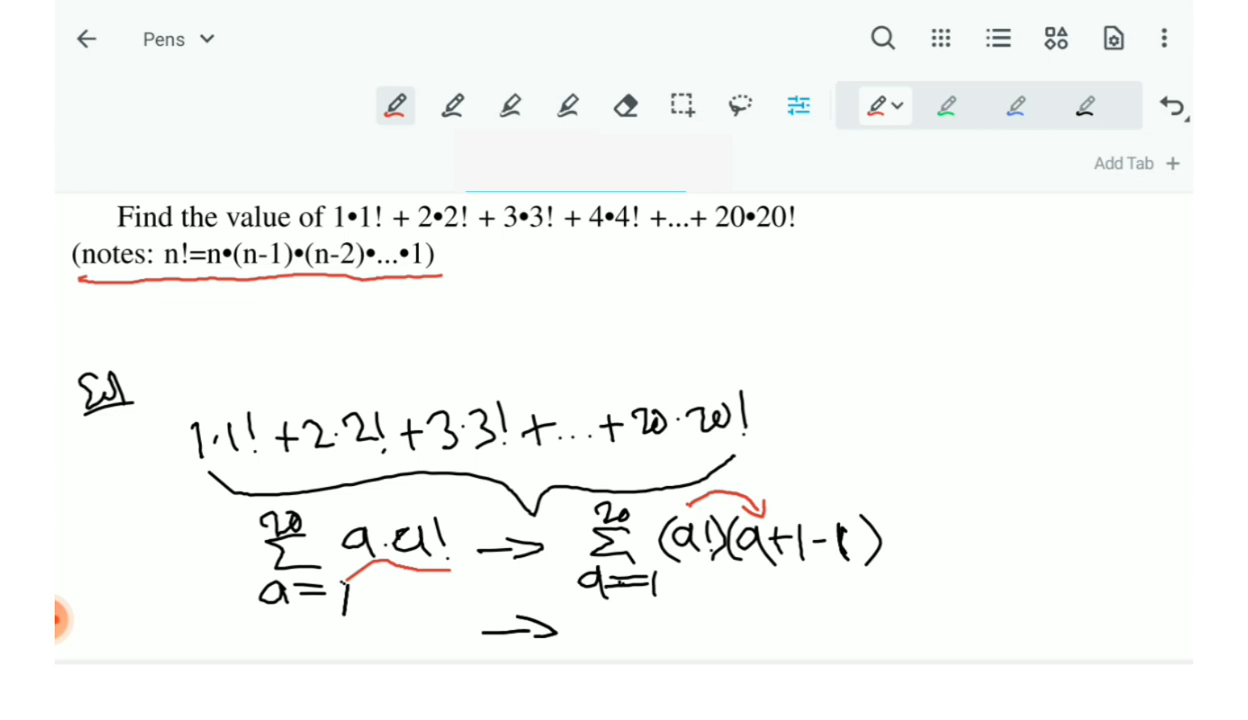 Pens
Add Tab +
Find the value of 1•1! + 2•2! + 3•3! + 4•4! +...+ 20•20!
(notes: n!=n•(n-1)•(n-2)•...•1)
1·1! +2·2! +3·3! +...+20·20!
20 20
∑ a·a! → ∑ (a!)(a+1-1)
a=1 a=1
→